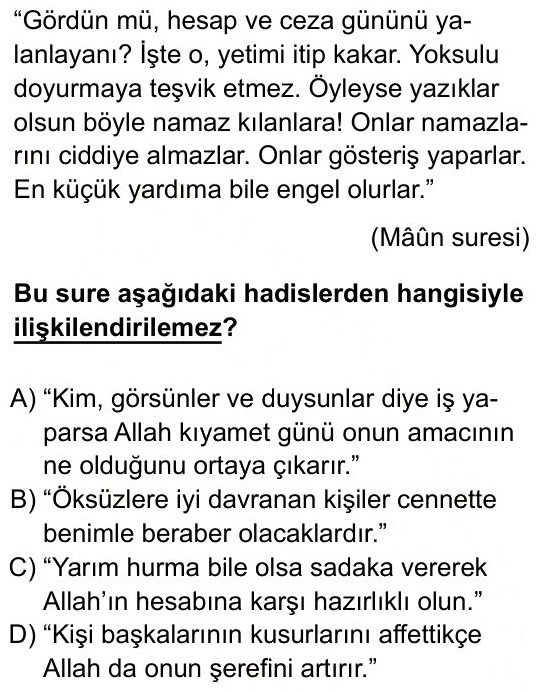 “Gördün mü, hesap ve ceza gününü ya-
lanlayanı? İşte o, yetimi itip kakar. Yoksulu
doyurmaya teşvik etmez. Öyleyse yazıklar
olsun böyle namaz kılanlara! Onlar namazla-
rını ciddiye almazlar. Onlar gösteriş yaparlar.
En küçük yardıma bile engel olurlar.”
(Mâûn suresi)
Bu sure aşağıdaki hadislerden hangisiyle
ilişkilendirilemez?
A) “Kim, görsünler ve duysunlar diye iş ya-
parsa Allah kıyamet günü onun amacının
ne olduğunu ortaya çıkarır.”
B) “Öksüzlere iyi davranan kişiler cennette
benimle beraber olacaklardır.”
C) “Yarım hurma bile olsa sadaka vererek
Allah’ın hesabına karşı hazırlıklı olun.”
D) “Kişi başkalarının kusurlarını affettikçe
Allah da onun şerefini artırır.”